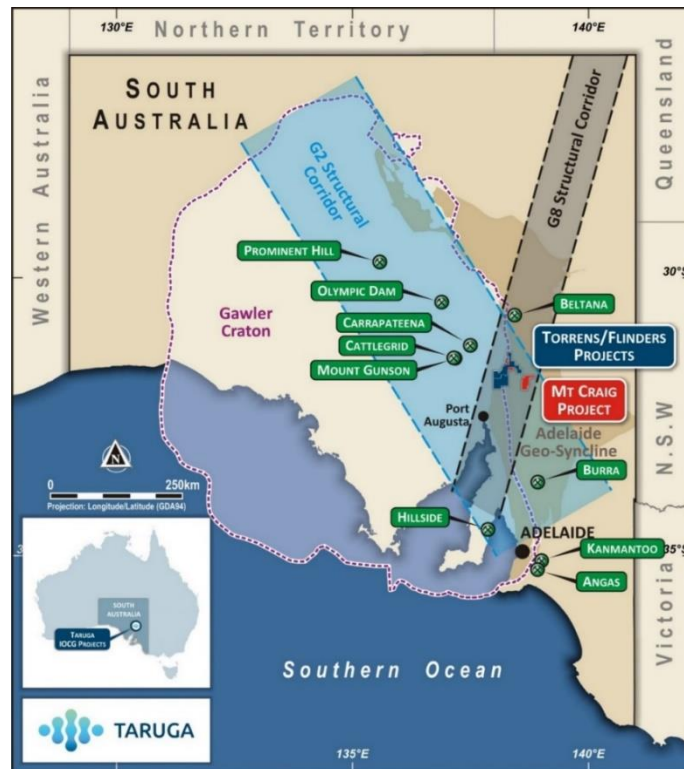 130°E
140°E
Northern Territory
SOUTH
AUSTRALIA
Western Australia
Queensland
G8 Structural Corridor
G2 Structural
Corridor
30°S
PROMINENT HILL
OLYMPIC DAM
BELTANA
Gawler
Craton
CARRAPATEENA
CATTLEGRID
MOUNT GUNSON
TORRENS/FLINDERS
PROJECTS
MT CRAIG
PROJECT
Port
Augusta
Adelaide
Geo-Syncline
N.S.W
N
BURRA
0
250km
Projection: Longitude/Latitude (GDA94)
HILLSIDE
ADELAIDE
KANMANTOO
35°S
ANGAS
Victoria
SOUTH
AUSTRALIA
TARUGA
IOCG PROJECTS
Southern Ocean
TARUGA
135°E
140°E